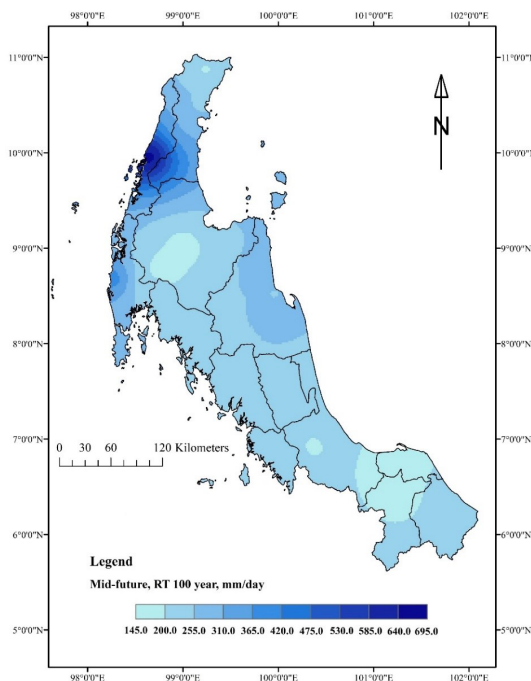 98°0'0"E 99°0'0"E 100°0'0"E 101°0'0"E 102°0'0"E
11°0'0"N 11°0'0"N
N
10°0'0"N 10°0'0"N
9°0'0"N 9°0'0"N
8°0'0"N 8°0'0"N
7°0'0"N 7°0'0"N
0 30 60 120 Kilometers
6°0'0"N 6°0'0"N
Legend
Mid-future, RT 100 year, mm/day
145.0 200.0 255.0 310.0 365.0 420.0 475.0 530.0 585.0 640.0 695.0
5°0'0"N 5°0'0"N
98°0'0"E 99°0'0"E 100°0'0"E 101°0'0"E 102°0'0"E